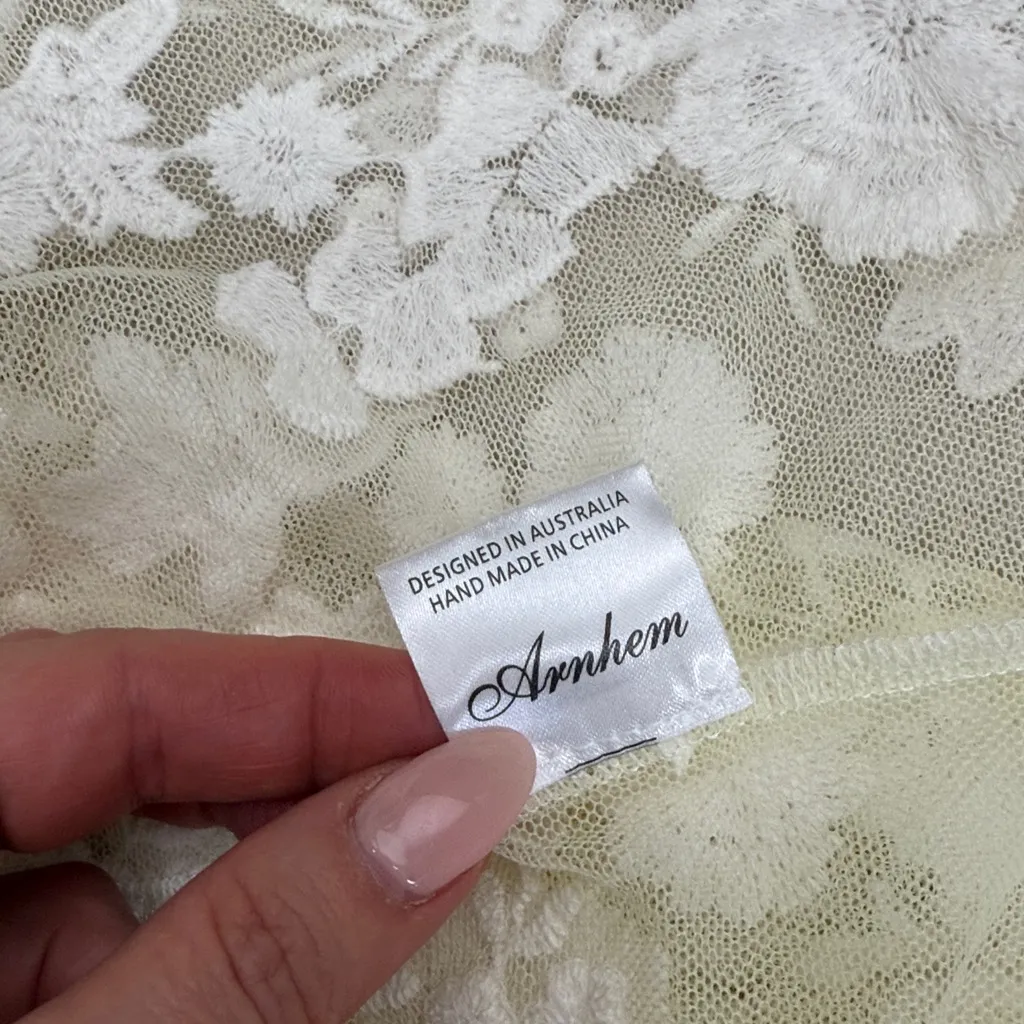 DESIGNED IN AUSTRALIA
HAND MADE IN CHINA
Arnhem